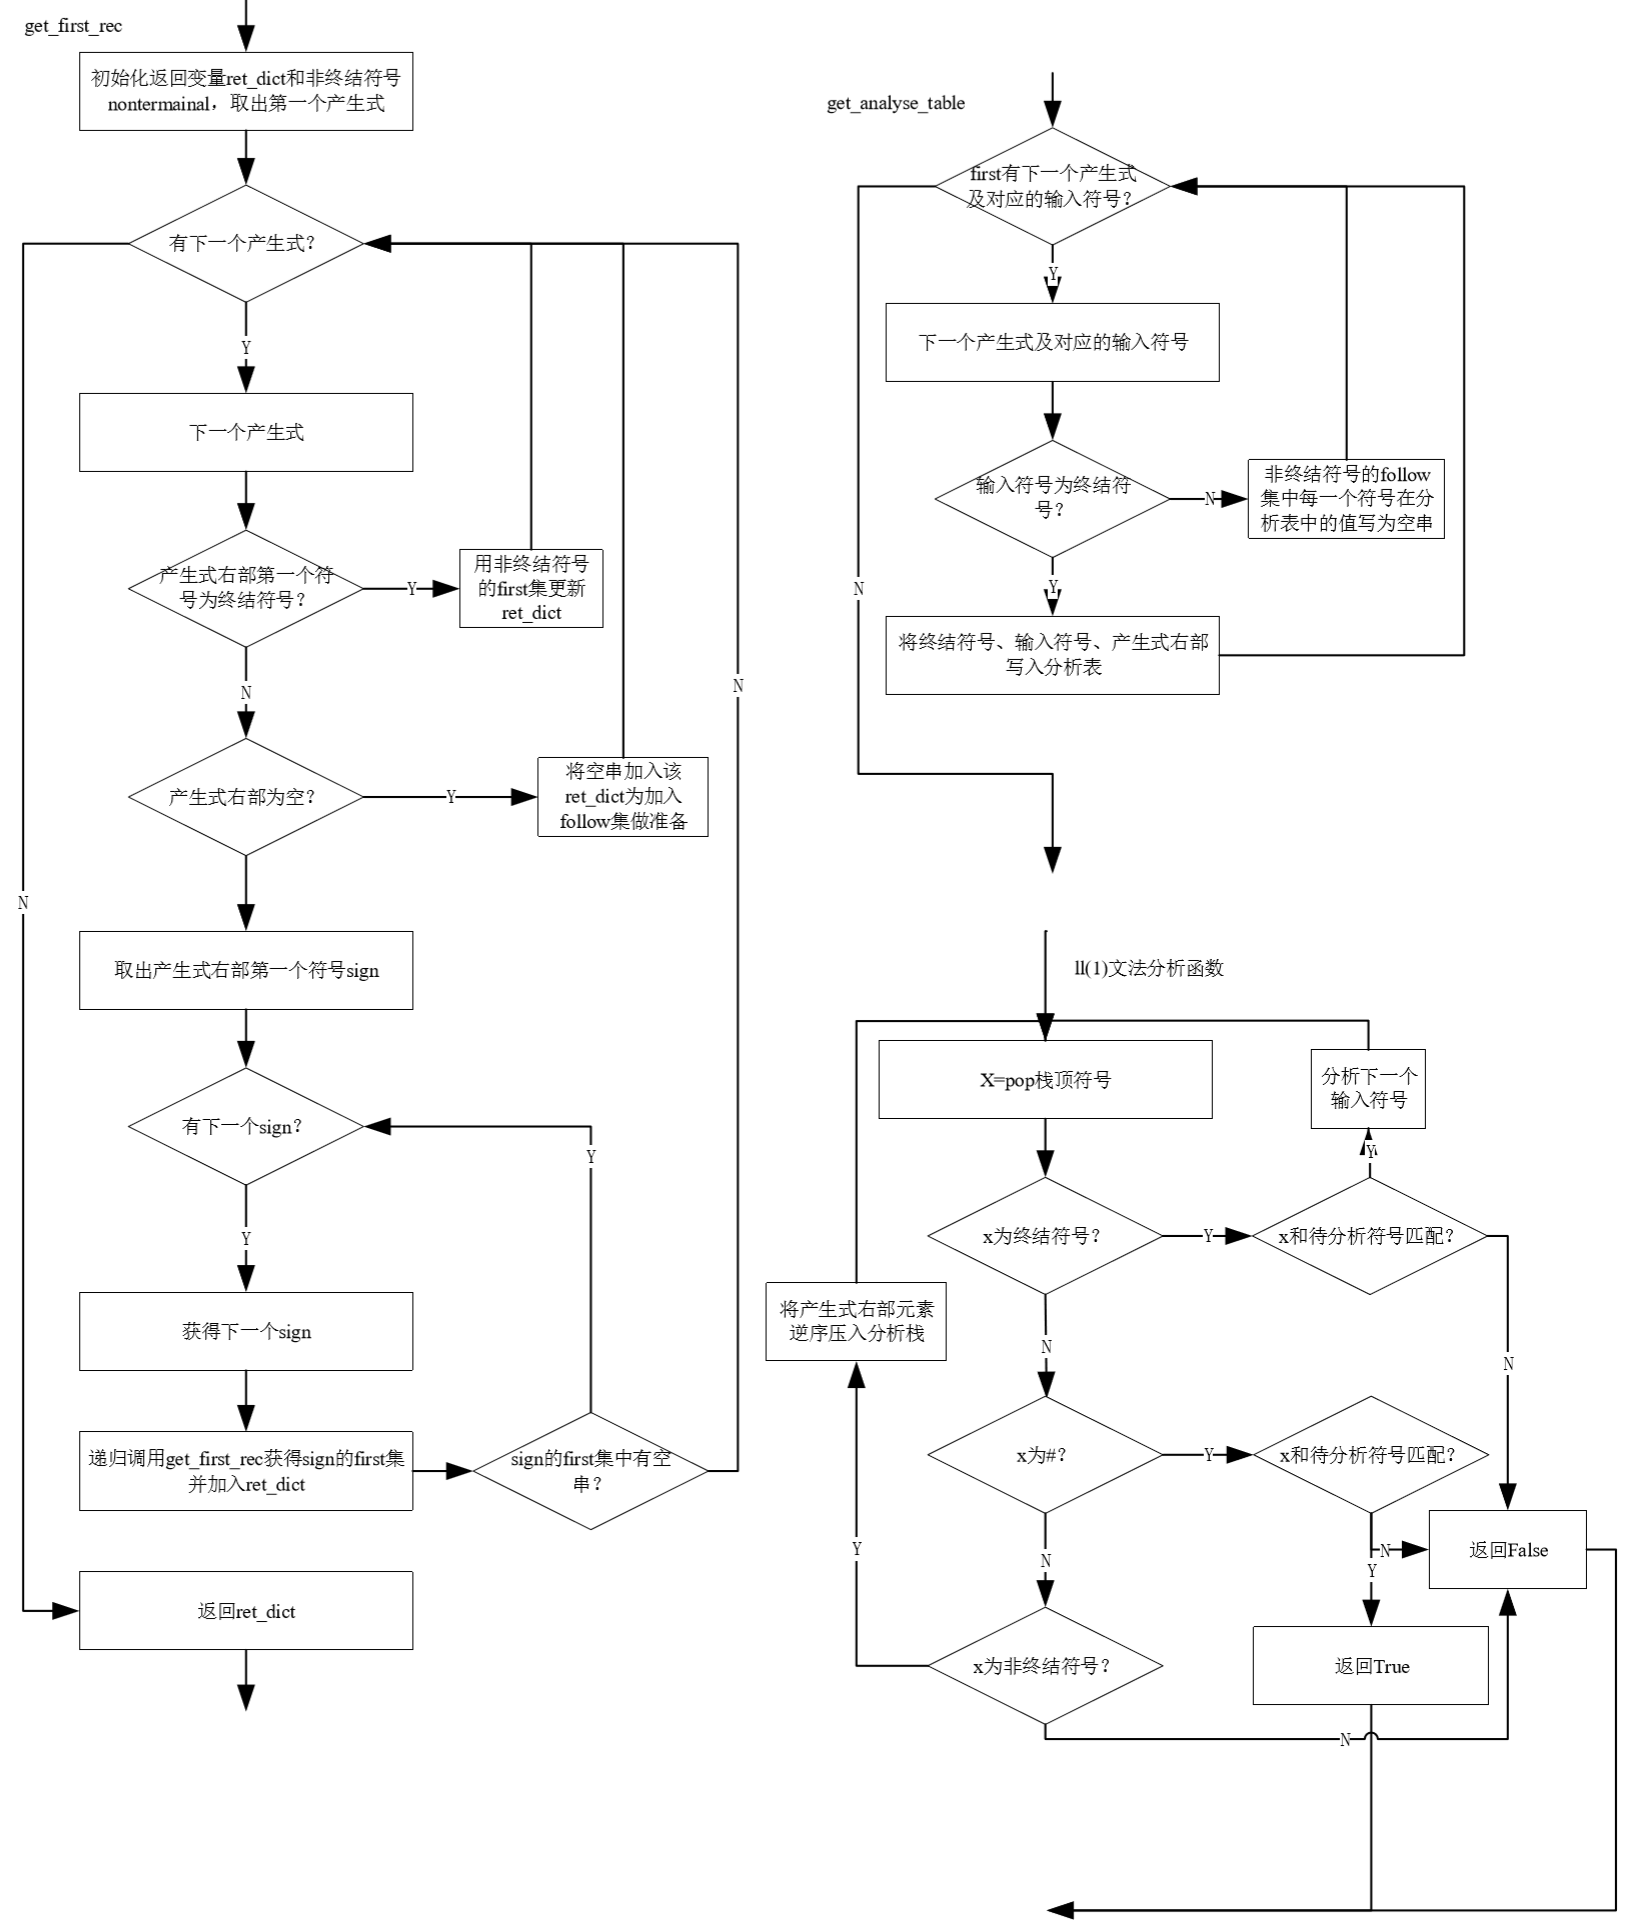 get_first_rec
初始化返回变量ret_dict和非终结符号
nontermainal，取出第一个产生式
有下一个产生式？
Y
下一个产生式
产生式右部第一个符
号为终结符号？
Y
用非终结符号
的first集更新
ret_dict
N
N
产生式右部为空？
Y
将空串加入该
ret_dict为加入
follow集做准备
N
取出产生式右部第一个符号sign
有下一个sign？
Y
Y
获得下一个sign
递归调用get_first_rec获得sign的first集
并加入ret_dict
sign的first集中有空
串？
返回ret_dict
get_analyse_table
first有下一个产生式
及对应的输入符号？
Y
下一个产生式及对应的输入符号
输入符号为终结符
号？
N
非终结符号的follow
集中每一个符号在分
析表中的值写为空串
Y
N
将终结符号、输入符号、产生式右部
写入分析表
ll(1)文法分析函数
X=pop栈顶符号
分析下一个
输入符号
Y
x为终结符号？
Y
x和待分析符号匹配？
将产生式右部元素
逆序压入分析栈
N
N
x为#？
Y
x和待分析符号匹配？
Y
N
N
返回False
Y
x为非终结符号？
返回True
N